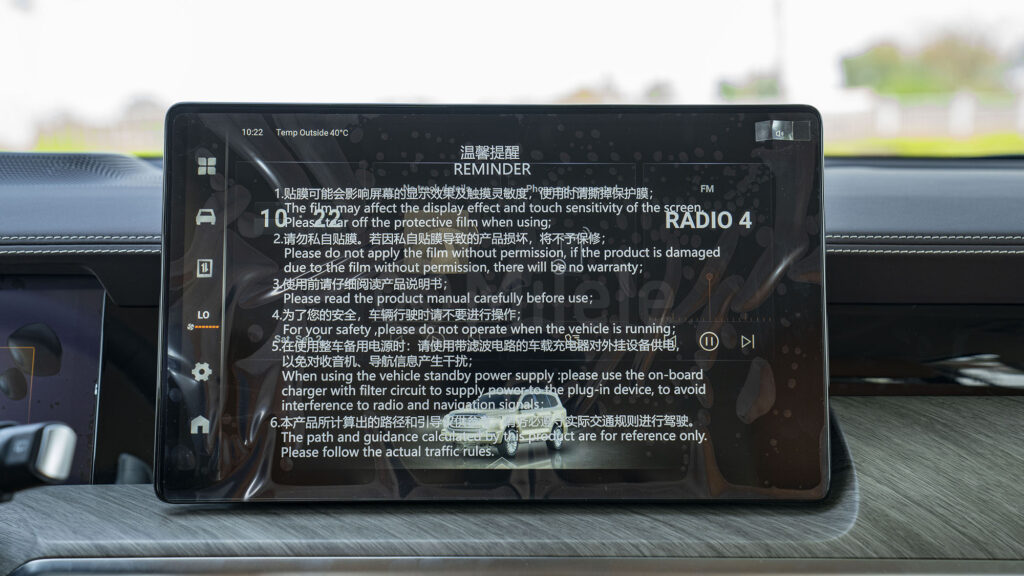 10:22 Temp Outside 40°C
温馨提醒
REMINDER
1.贴膜可能会影响屏幕的显示效果及触摸灵敏度，使用时请撕掉保护膜；
FM
The film may affect the display effect and touch sensitivity of the screen,
Please tear off the protective film when using;
10 22
RADIO 4
2.请勿私自贴膜。若因私自贴膜导致的产品损坏，将不予保修；
Please do not apply the film without permission, if the product is damaged
due to the film without permission, there will be no warranty;
3.使用前请仔细阅读产品说明书；
Please read the product manual carefully before use;
LO
4.为了您的安全，车辆行驶时请不要进行操作；
For your safety ,please do not operate when the vehicle is running;
5.在使用整车备用电源时：请使用带滤波电路的车载充电器对外挂设备供电，
以免对收音机、导航信息产生干扰；
When using the vehicle standby power supply ;please use the on-board
charger with filter circuit to supply power to the plug-in device, to avoid
interference to radio and navigation signals;
6.本产品所计算出的路径和引导仅供参考，请务必遵守实际交通规则进行驾驶。
The path and guidance calculated by this product are for reference only.
Please follow the actual traffic rules.